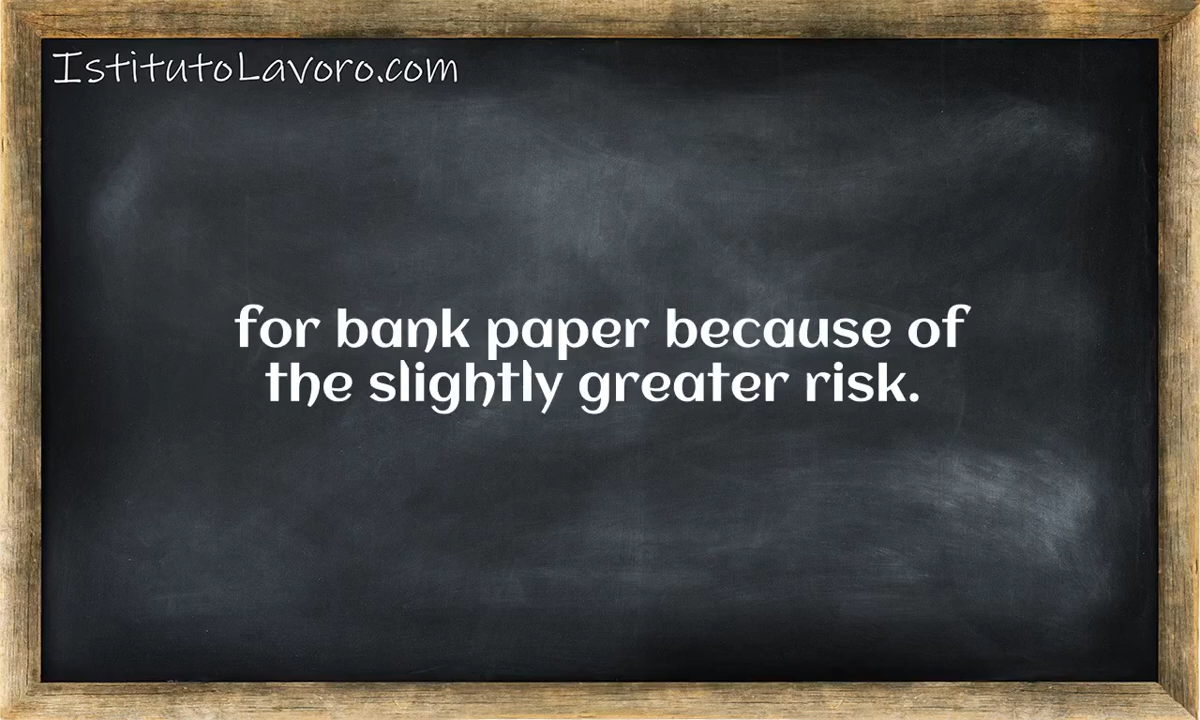 IstitutoLavoro.com
for bank paper because of
the slightly greater risk.